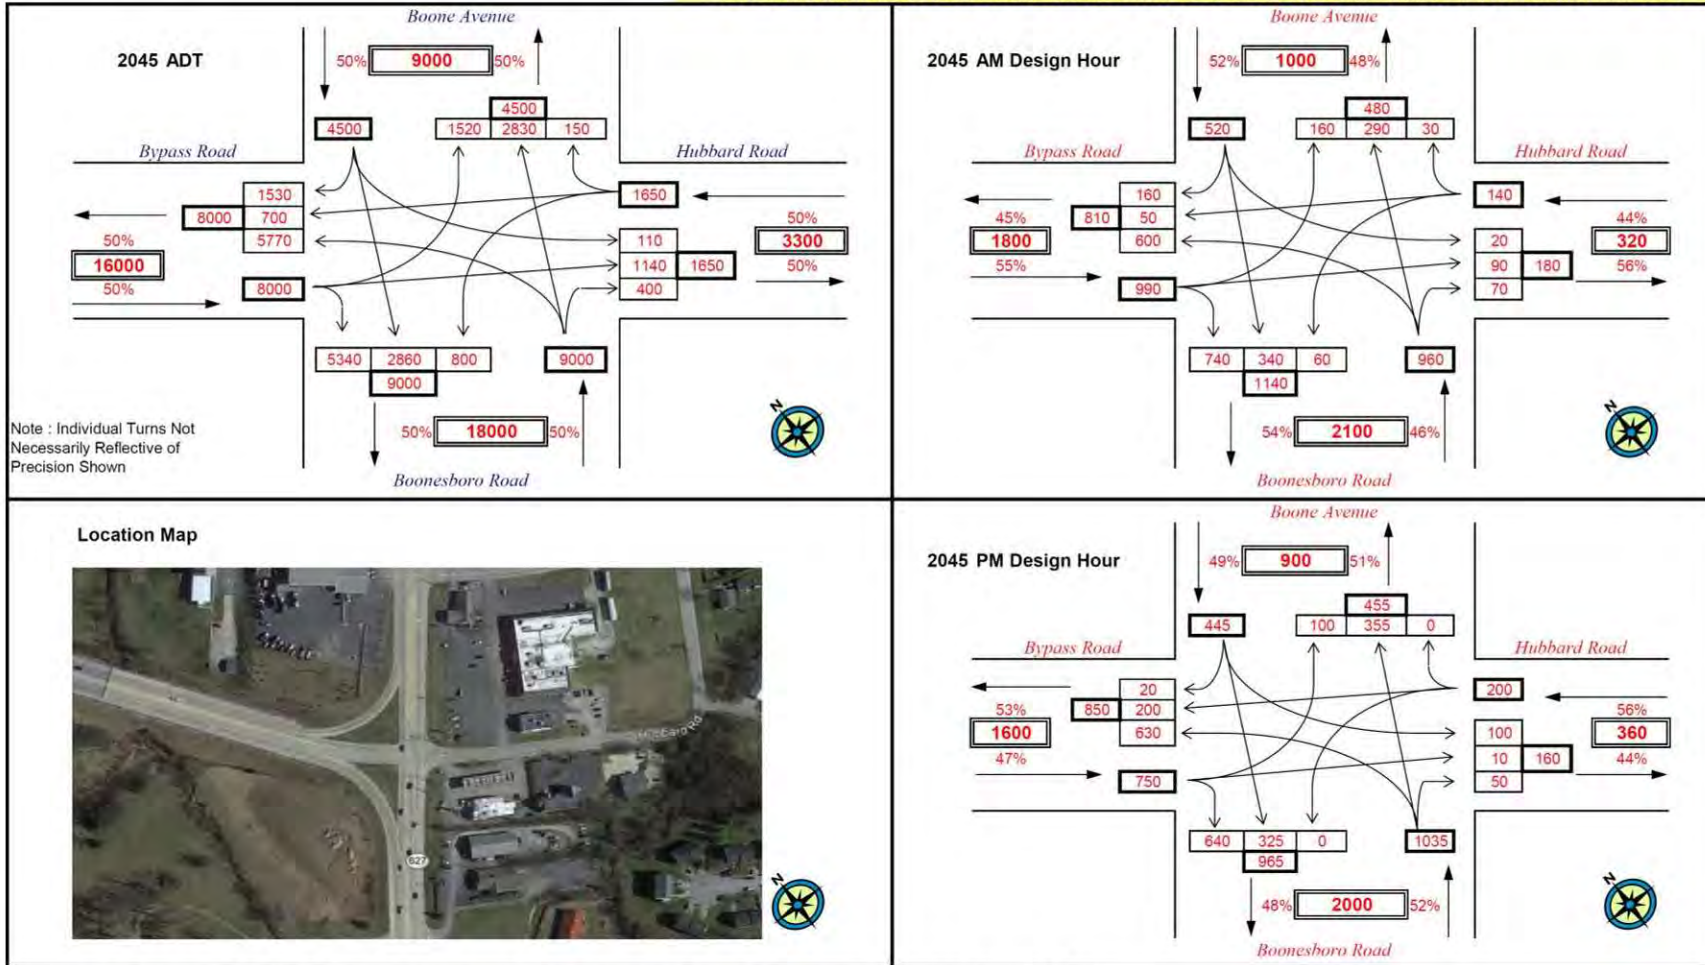 Boone Avenue
2045 ADT
50% 9000 50%
4500
4500 1520 2830 150
Bypass Road Hubbard Road
1530 1650
8000 700 50%
50% 5770 110 3300
16000 1140 1650 50%
50% 8000 400
5340 2860 800 9000
9000
Note : Individual Turns Not
Necessarily Reflective of
Precision Shown
50% 18000 50%
N
Boonesboro Road
Boone Avenue
2045 AM Design Hour
52% 1000 48%
480
520 160 290 30
Bypass Road Hubbard Road
160 140
45% 810 50 44%
1800 600 20 320
55% 90 180 56%
990 70
740 340 60 960
1140
54% 2100 46%
N
Boonesboro Road
Location Map
Hubbard Rd
627
N
Boone Avenue
2045 PM Design Hour
49% 900 51%
455
445 100 355 0
Bypass Road Hubbard Road
20 200
53% 850 200 56%
1600 630 100 360
47% 10 160 44%
750 50
640 325 0 1035
965
48% 2000 52%
N
Boonesboro Road